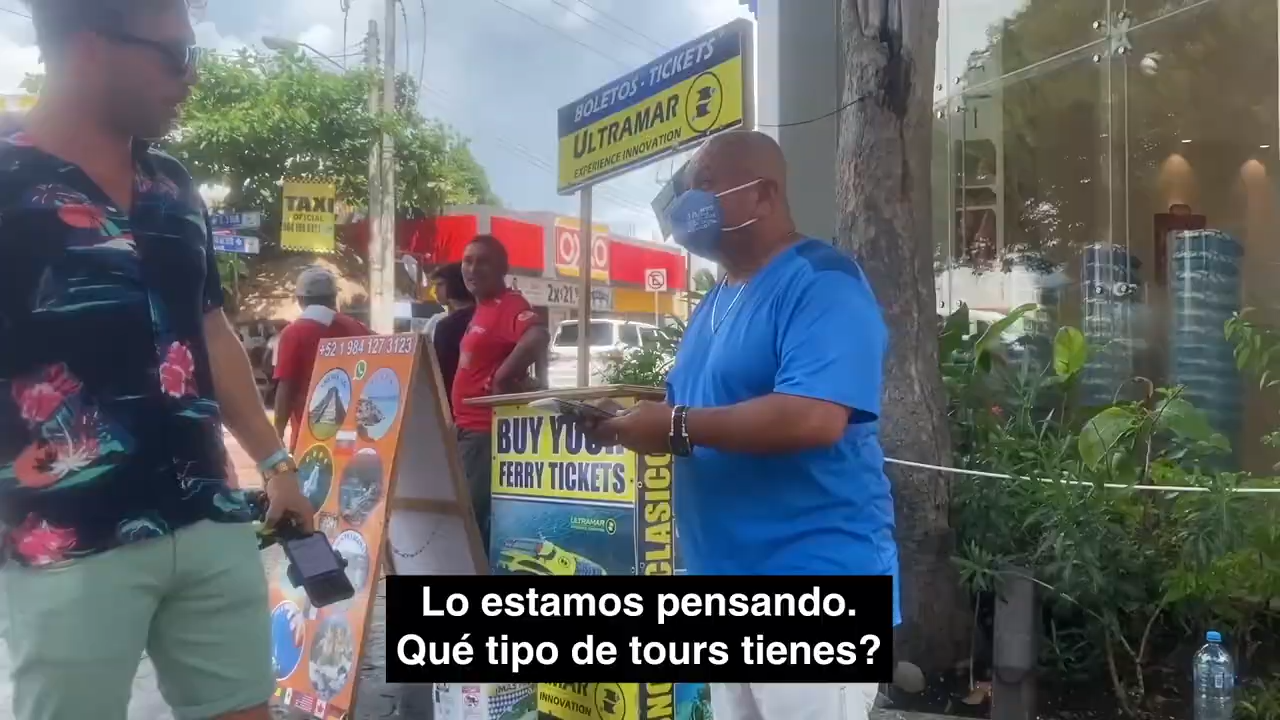 BOLETOS · TICKETS
ULTRAMAR
EXPERIENCE INNOVATION
TAXI
OFICIAL
OXXO
2x$21
+52 1 984 127 3123
BUY YOUR
FERRY TICKETS
ULTRAMAR
CLASICO
INNOVATION
Lo estamos pensando.
Qué tipo de tours tienes?